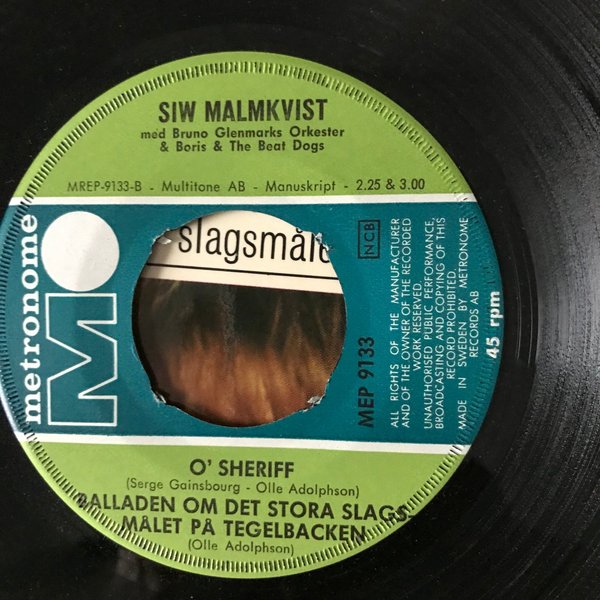 SIW MALMKVIST
med Bruno Glenmarks Orkester
& Boris & The Beat Dogs
MREP-9133-B - Multitone AB - Manuskript - 2.25 & 3.00
metronome
slagsmåle
NCB
MEP 9133
ALL RIGHTS OF THE MANUFACTURER
AND OF THE OWNER OF THE RECORDED
WORK RESERVED.
UNAUTHORISED PUBLIC PERFORMANCE,
BROADCASTING AND COPYING OF THIS
RECORD PROHIBITED.
MADE IN SWEDEN BY METRONOME
RECORDS AB
45 rpm
O' SHERIFF
(Serge Gainsbourg - Olle Adolphson)
BALLADEN OM DET STORA SLAGS-
MÅLET PÅ TEGELBACKEN
(Olle Adolphson)